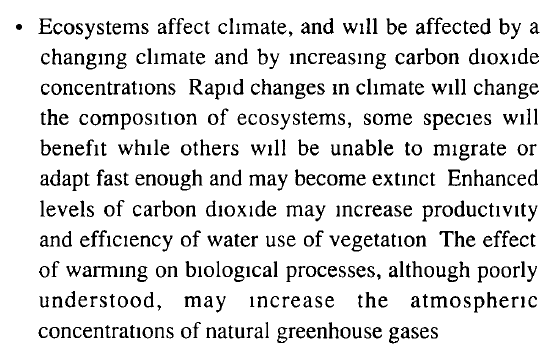 • Ecosystems affect climate, and will be affected by a
changing climate and by increasing carbon dioxide
concentrations Rapid changes in climate will change
the composition of ecosystems, some species will
benefit while others will be unable to migrate or
adapt fast enough and may become extinct Enhanced
levels of carbon dioxide may increase productivity
and efficiency of water use of vegetation The effect
of warming on biological processes, although poorly
understood, may increase the atmospheric
concentrations of natural greenhouse gases